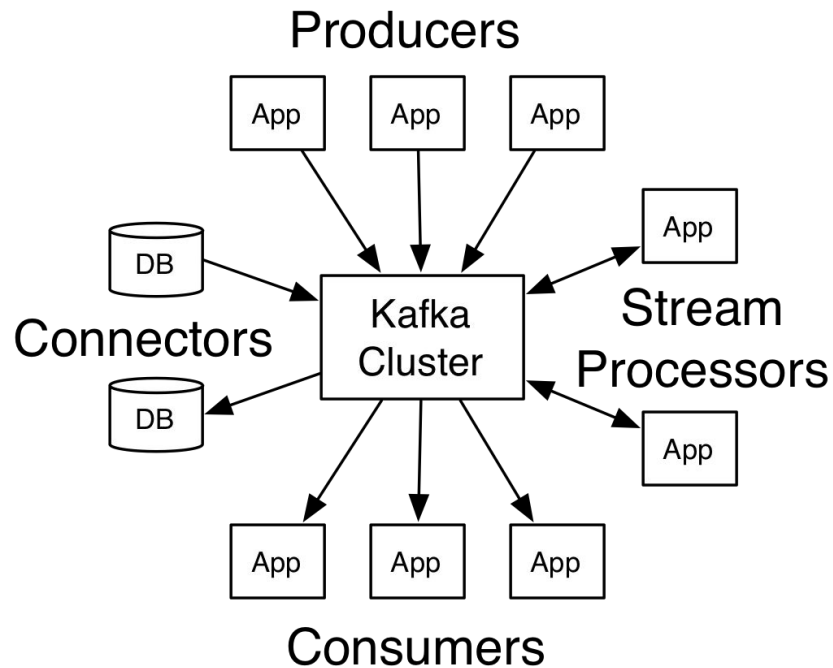 Producers
App
App
App
App
DB
Kafka
Cluster
Stream
Processors
Connectors
DB
App
App
App
App
Consumers